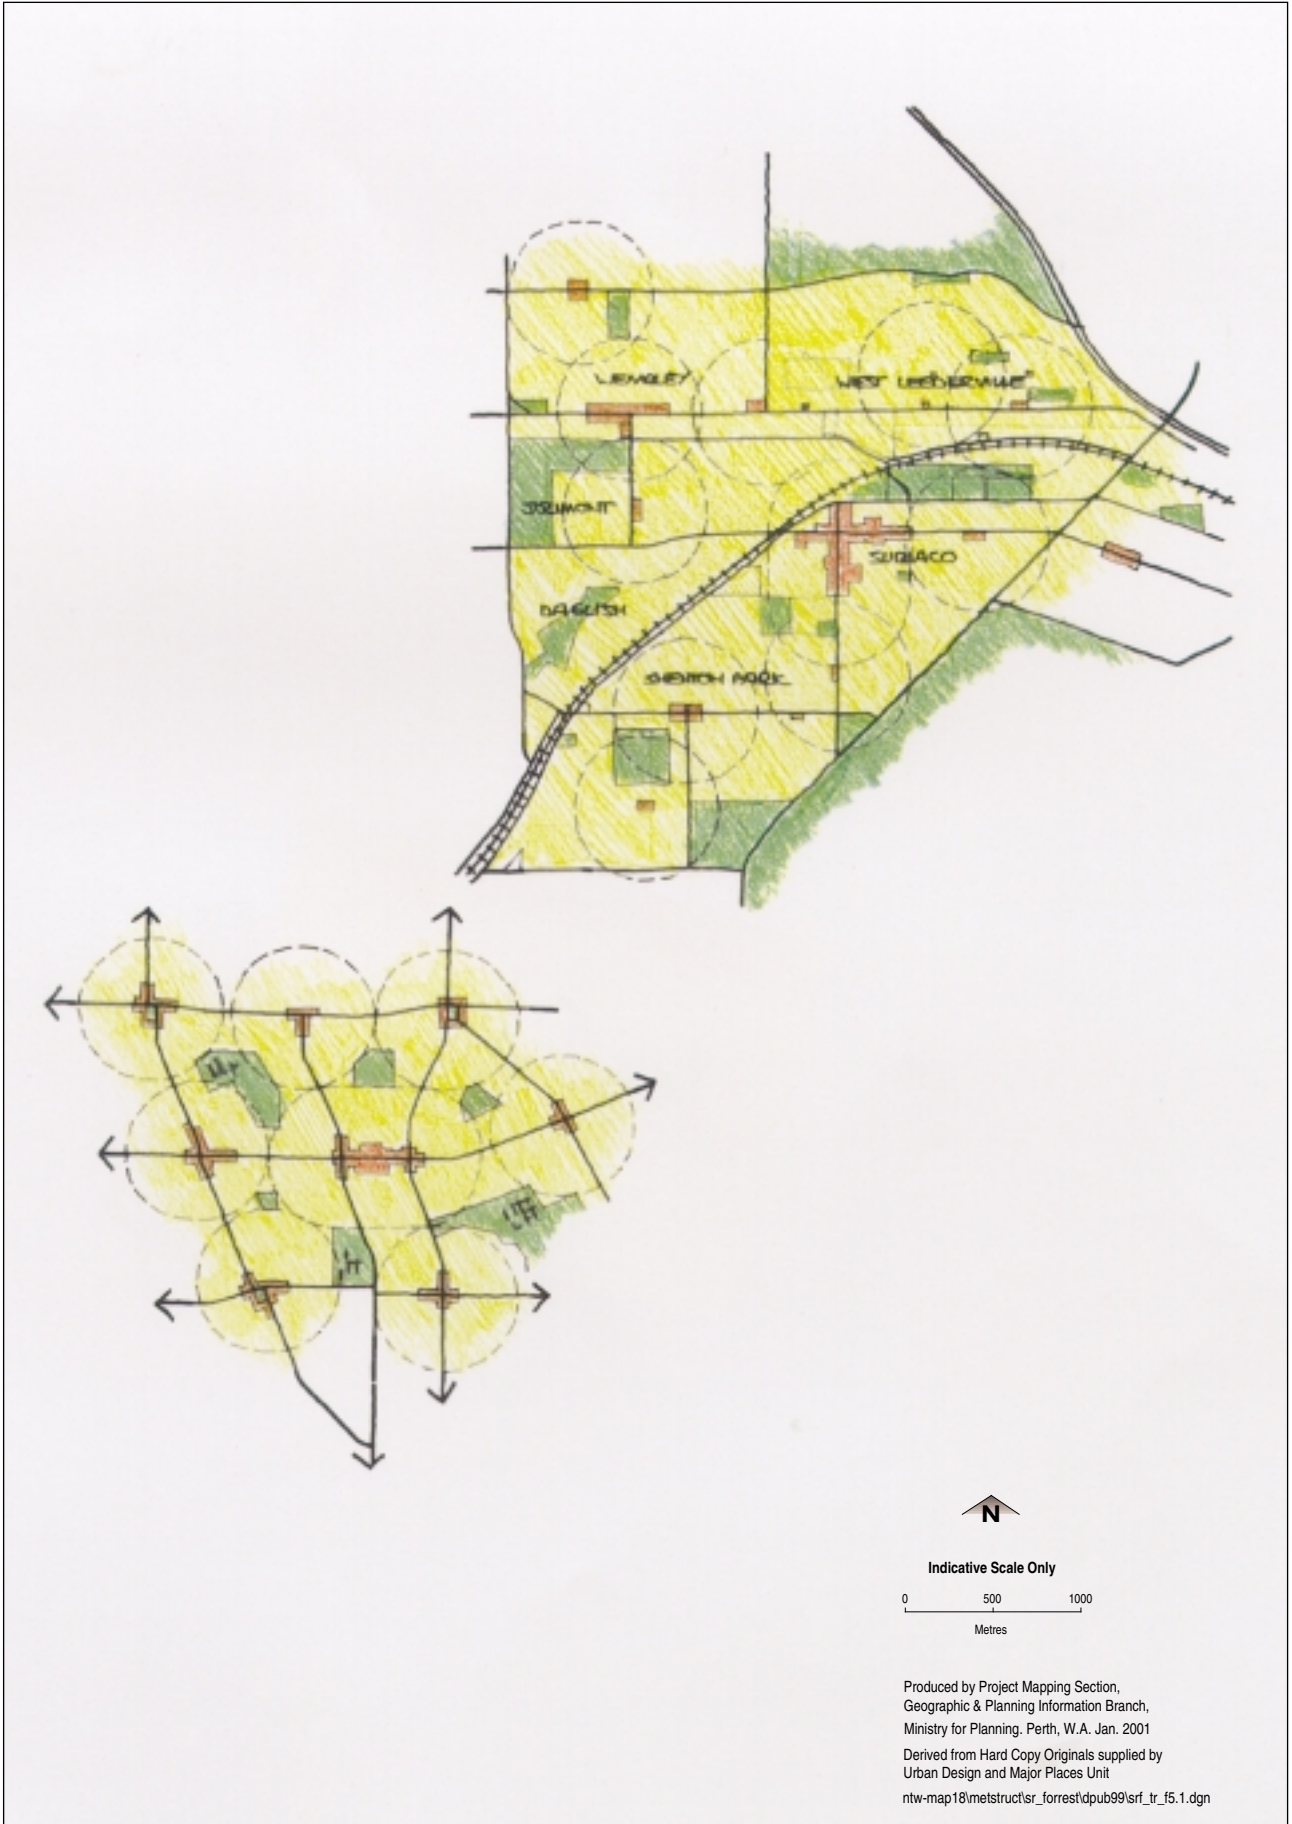 WEMBLEY
WEST LEEDERVILLE
JOLIMONT
SUBIACO
DAGLISH
SHENTON PARK
N
Indicative Scale Only
0 500 1000
Metres
Produced by Project Mapping Section,
Geographic & Planning Information Branch,
Ministry for Planning. Perth, W.A. Jan. 2001
Derived from Hard Copy Originals supplied by
Urban Design and Major Places Unit
ntw-map18\metstruct\sr_forrest\dpub99\srf_tr_f5.1.dgn